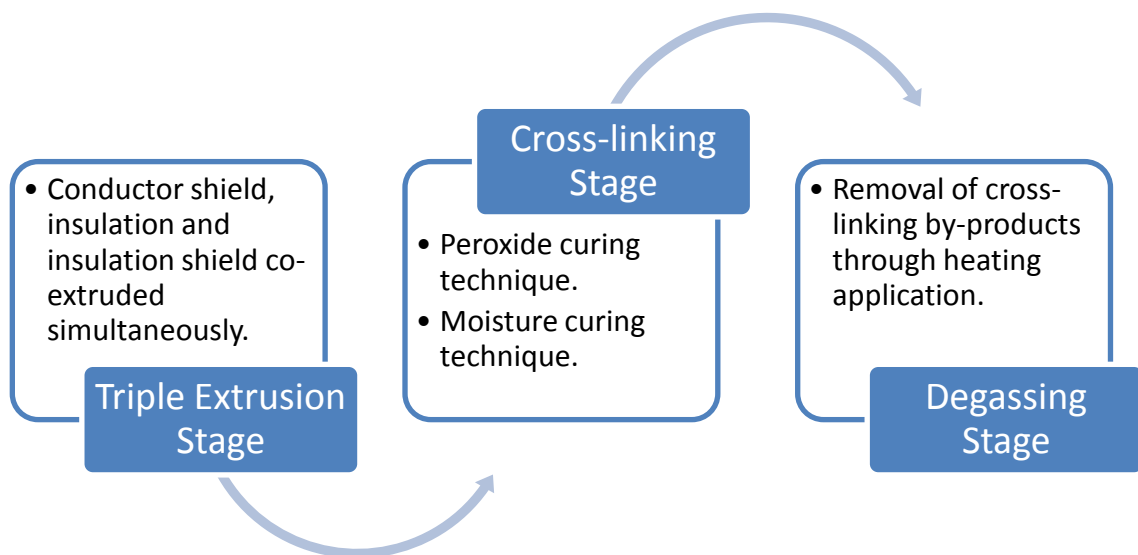 • Conductor shield,
insulation and
insulation shield co-
extruded
simultaneously.
Triple Extrusion
Stage
Cross-linking
Stage
• Peroxide curing
technique.
• Moisture curing
technique.
• Removal of cross-
linking by-products
through heating
application.
Degassing
Stage